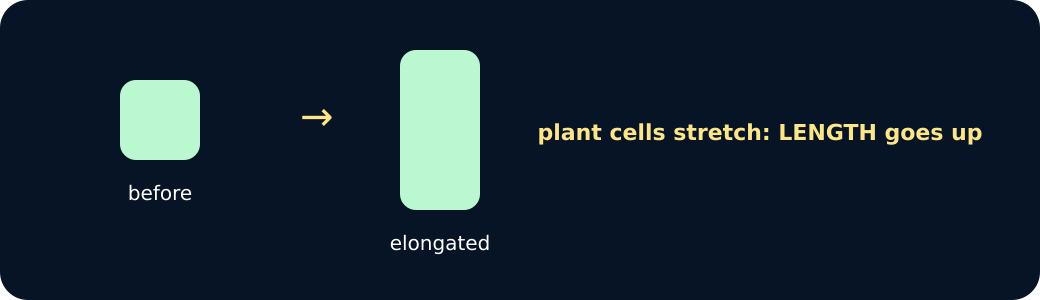 before
→
elongated
plant cells stretch: LENGTH goes up